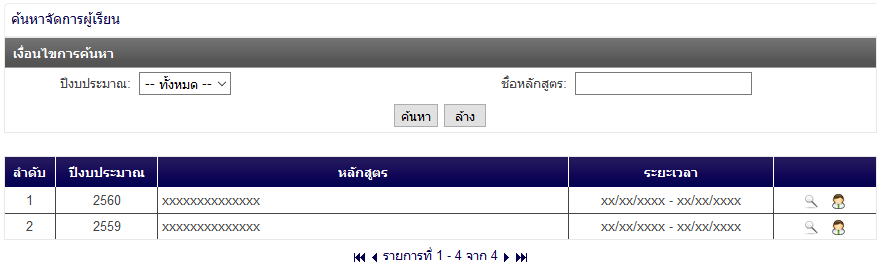 ค้นหาจัดการผู้เรียน
เงื่อนไขการค้นหา
ปีงบประมาณ: -- ทั้งหมด -- ชื่อหลักสูตร:
ค้นหา ล้าง
ลำดับ ปีงบประมาณ หลักสูตร ระยะเวลา
1 2560 xxxxxxxxxxxxxx xx/xx/xxxx - xx/xx/xxxx
2 2559 xxxxxxxxxxxxxx xx/xx/xxxx - xx/xx/xxxx
รายการที่ 1 - 4 จาก 4